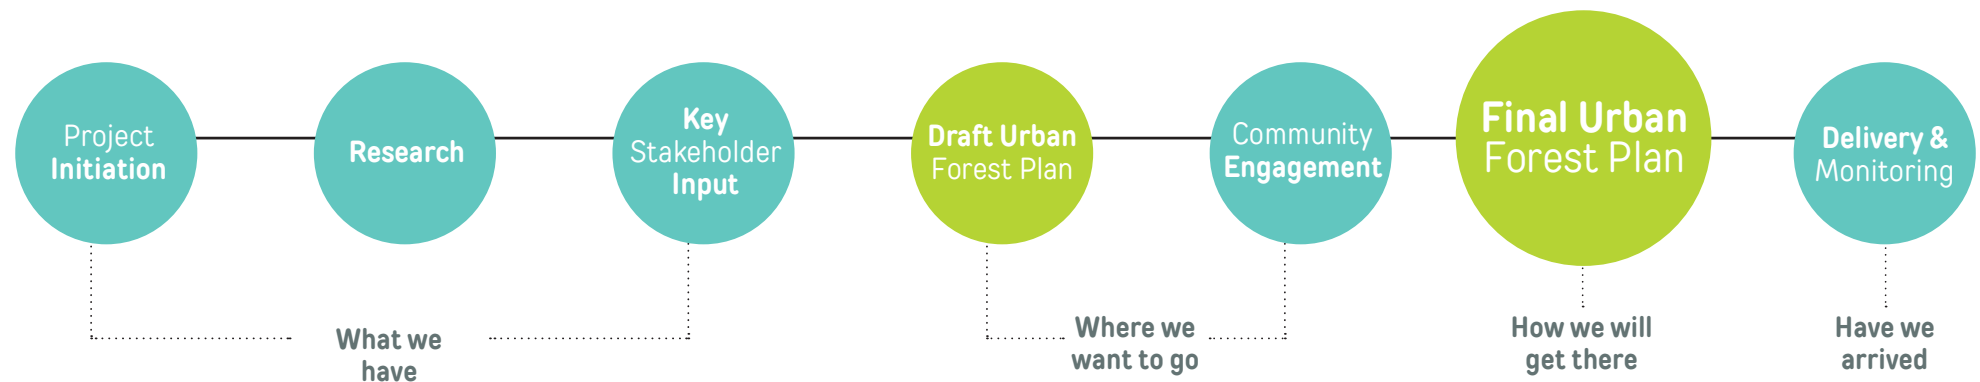 Project
Initiation
Research
Key
Stakeholder
Input
Draft Urban
Forest Plan
Community
Engagement
Final Urban
Forest Plan
Delivery &
Monitoring
What we
have
Where we
want to go
How we will
get there
Have we
arrived